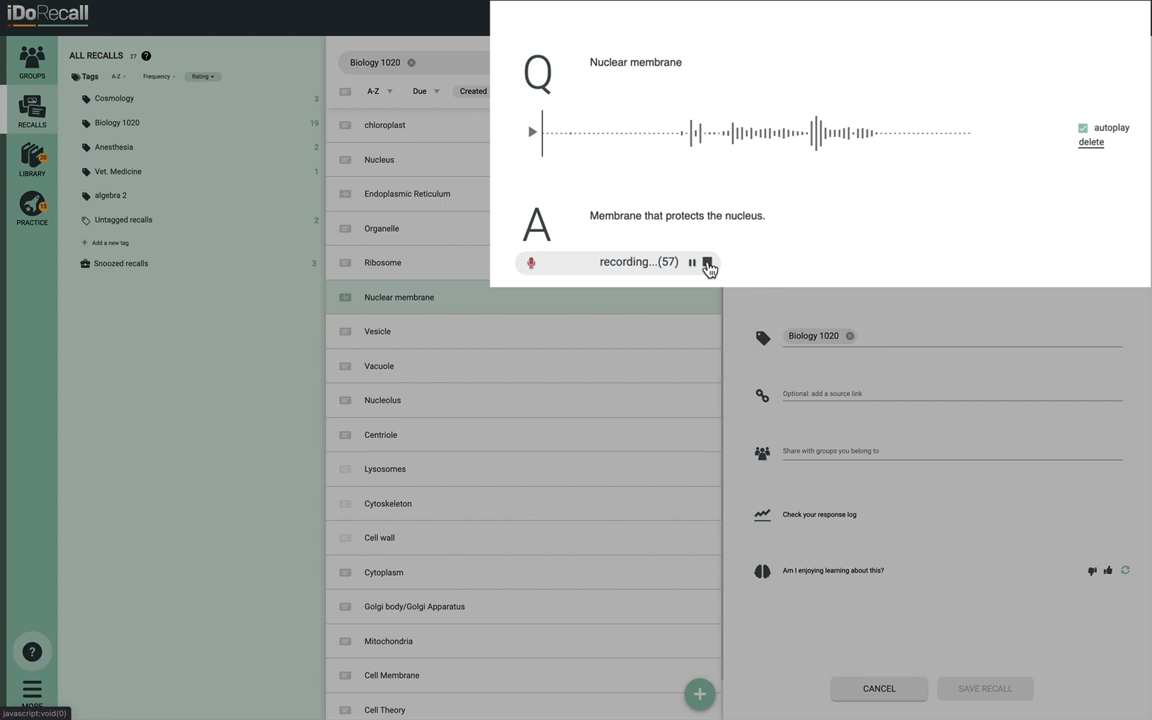 iDoRecall
GROUPS
RECALLS
LIBRARY
20
PRACTICE
15
MORE
javascript:void(0)
ALL RECALLS 27 ?
Tags A-Z Frequency Rating
Cosmology 3
Biology 1020 19
Anesthesia 2
Vet. Medicine 1
algebra 2
Untagged recalls 2
+ Add a new tag
Snoozed recalls 3
Biology 1020
A-Z Due Created
chloroplast
Nucleus
Endoplasmic Reticulum
Organelle
Ribosome
Nuclear membrane
Vesicle
Vacuole
Nucleolus
Centriole
Lysosomes
Cytoskeleton
Cell wall
Cytoplasm
Golgi body/Golgi Apparatus
Mitochondria
Cell Membrane
Cell Theory
Q Nuclear membrane
autoplay
delete
A Membrane that protects the nucleus.
recording...(57)
Biology 1020
Optional: add a source link
Share with groups you belong to
Check your response log
Am I enjoying learning about this?
CANCEL SAVE RECALL